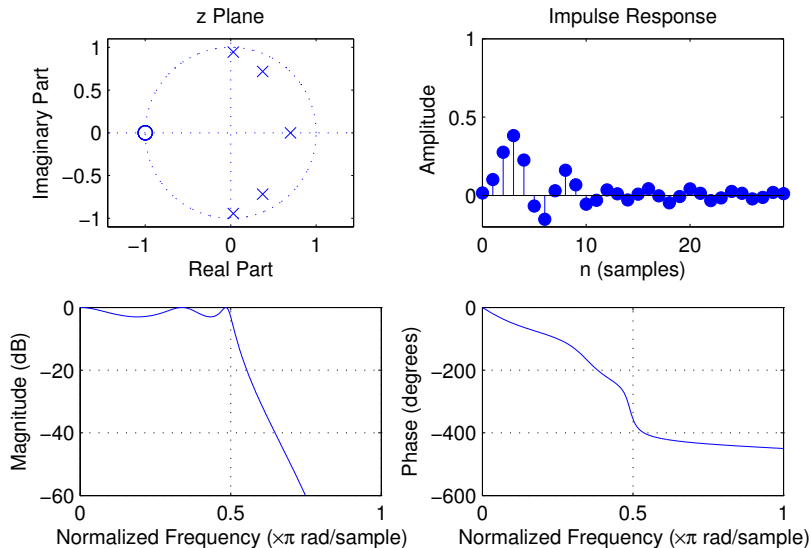 z Plane
Imaginary Part
1
0.5
0
−0.5
−1
−1
0
1
Real Part
Impulse Response
Amplitude
1
0.5
0
0
10
20
n (samples)
Magnitude (dB)
0
−20
−40
−60
0
0.5
1
Normalized Frequency (×π rad/sample)
Phase (degrees)
0
−200
−400
−600
0
0.5
1
Normalized Frequency (×π rad/sample)